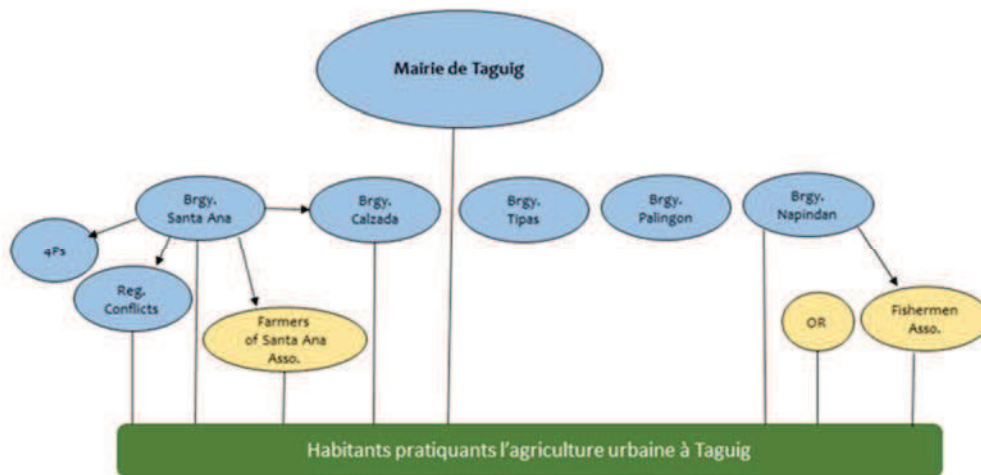 Mairie de Taguig
Brgy.
Santa Ana
Brgy.
Calzada
Brgy.
Tipas
Brgy.
Palingon
Brgy.
Napindan
4Ps
Reg.
Conflicts
Farmers
of Santa Ana
Asso.
OR
Fishermen
Asso.
Habitants pratiquants l'agriculture urbaine à Taguig